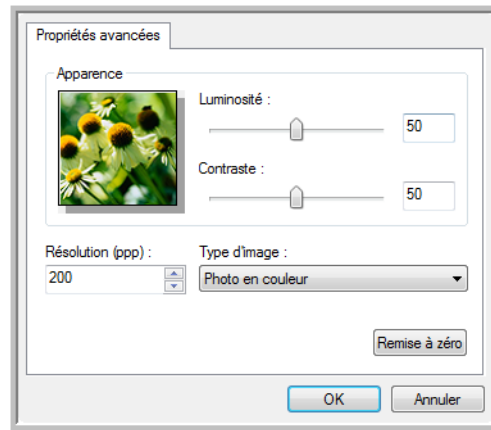 Propriétés avancées
Apparence
Luminosité :
50
Contraste :
50
Résolution (ppp) :
200
Type d'image :
Photo en couleur
Remise à zéro
OK
Annuler